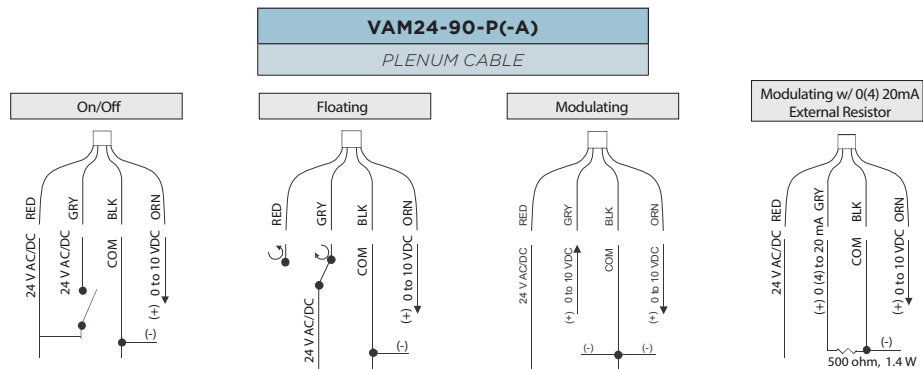 VAM24-90-P(-A)
PLENUM CABLE
On/Off
RED
GRY
BLK
ORN
24 V AC/DC
24 V AC/DC
COM
(+) 0 to 10 VDC
(-)
Floating
RED
GRY
BLK
ORN
COM
(+) 0 to 10 VDC
24 V AC/DC
(-)
Modulating
RED
GRY
BLK
ORN
24 V AC/DC
(+) 0 to 10 VDC
COM
(+) 0 to 10 VDC
(-)
(-)
Modulating w/ 0(4) 20mA
External Resistor
RED
GRY
BLK
ORN
24 V AC/DC
(+) 0 (4) to 20 mA
COM
(+) 0 to 10 VDC
(-)
500 ohm, 1.4 W